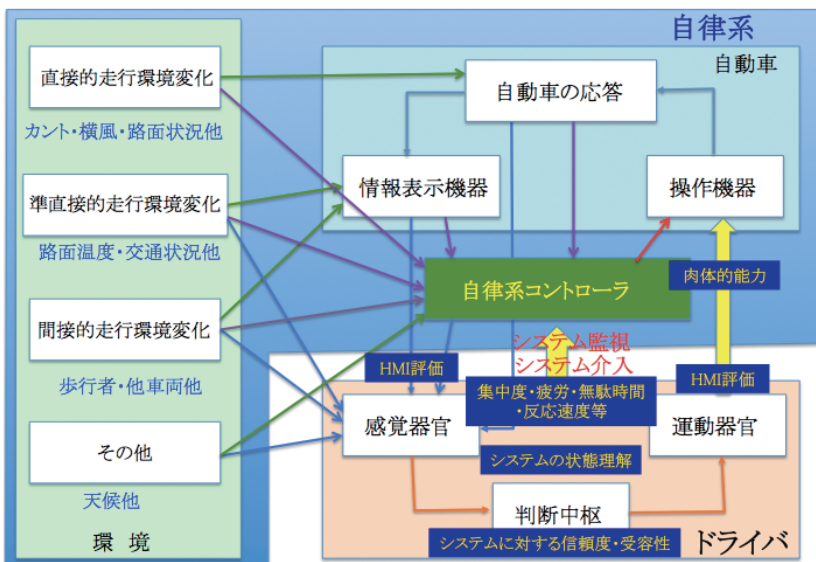 自律系
自動車
直接的走行環境変化
カント・横風・路面状況他
準直接的走行環境変化
路面温度・交通状況他
間接的走行環境変化
歩行者・他車両他
その他
天候他
環 境
自動車の応答
情報表示機器
操作機器
自律系コントローラ
肉体的能力
システム監視
システム介入
HMI評価
集中度・疲労・無駄時間
・反応速度等
HMI評価
感覚器官
運動器官
システムの状態理解
判断中枢
システムに対する信頼度・受容性
ドライバ